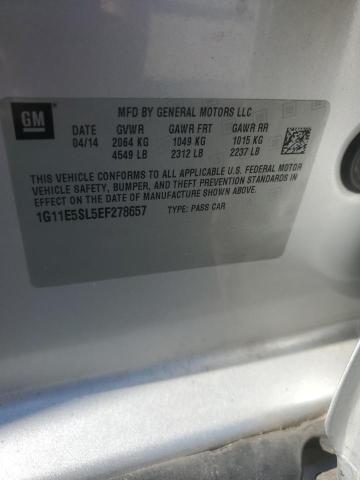 GM
MFD BY GENERAL MOTORS LLC
DATE GVWR GAWR FRT GAWR RR
04/14 2064 KG 1049 KG 1015 KG
4549 LB 2312 LB 2237 LB
THIS VEHICLE CONFORMS TO ALL APPLICABLE U.S. FEDERAL MOTOR
VEHICLE SAFETY, BUMPER, AND THEFT PREVENTION STANDARDS IN
EFFECT ON THE DATE OF MANUFACTURE SHOWN ABOVE.
1G11E5SL5EF278657 TYPE: PASS CAR